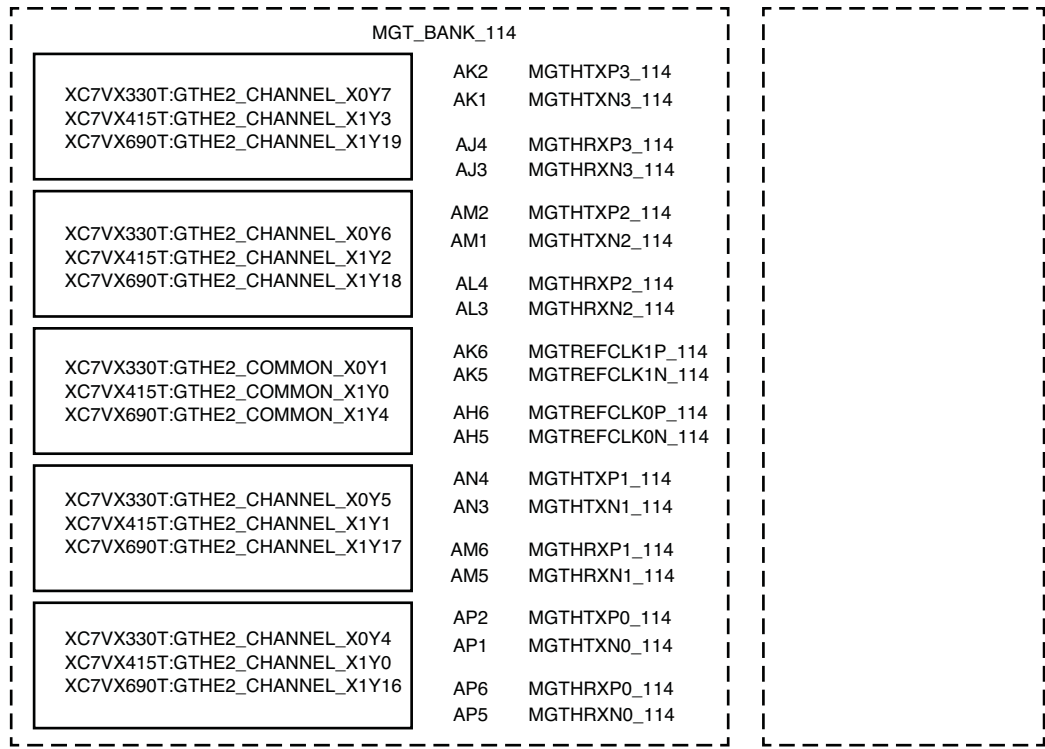 MGT_BANK_114
XC7VX330T:GTHE2_CHANNEL_X0Y7
XC7VX415T:GTHE2_CHANNEL_X1Y3
XC7VX690T:GTHE2_CHANNEL_X1Y19
AK2 MGTHTXP3_114
AK1 MGTHTXN3_114
AJ4 MGTHRXP3_114
AJ3 MGTHRXN3_114
XC7VX330T:GTHE2_CHANNEL_X0Y6
XC7VX415T:GTHE2_CHANNEL_X1Y2
XC7VX690T:GTHE2_CHANNEL_X1Y18
AM2 MGTHTXP2_114
AM1 MGTHTXN2_114
AL4 MGTHRXP2_114
AL3 MGTHRXN2_114
XC7VX330T:GTHE2_COMMON_X0Y1
XC7VX415T:GTHE2_COMMON_X1Y0
XC7VX690T:GTHE2_COMMON_X1Y4
AK6 MGTREFCLK1P_114
AK5 MGTREFCLK1N_114
AH6 MGTREFCLK0P_114
AH5 MGTREFCLK0N_114
XC7VX330T:GTHE2_CHANNEL_X0Y5
XC7VX415T:GTHE2_CHANNEL_X1Y1
XC7VX690T:GTHE2_CHANNEL_X1Y17
AN4 MGTHTXP1_114
AN3 MGTHTXN1_114
AM6 MGTHRXP1_114
AM5 MGTHRXN1_114
XC7VX330T:GTHE2_CHANNEL_X0Y4
XC7VX415T:GTHE2_CHANNEL_X1Y0
XC7VX690T:GTHE2_CHANNEL_X1Y16
AP2 MGTHTXP0_114
AP1 MGTHTXN0_114
AP6 MGTHRXP0_114
AP5 MGTHRXN0_114